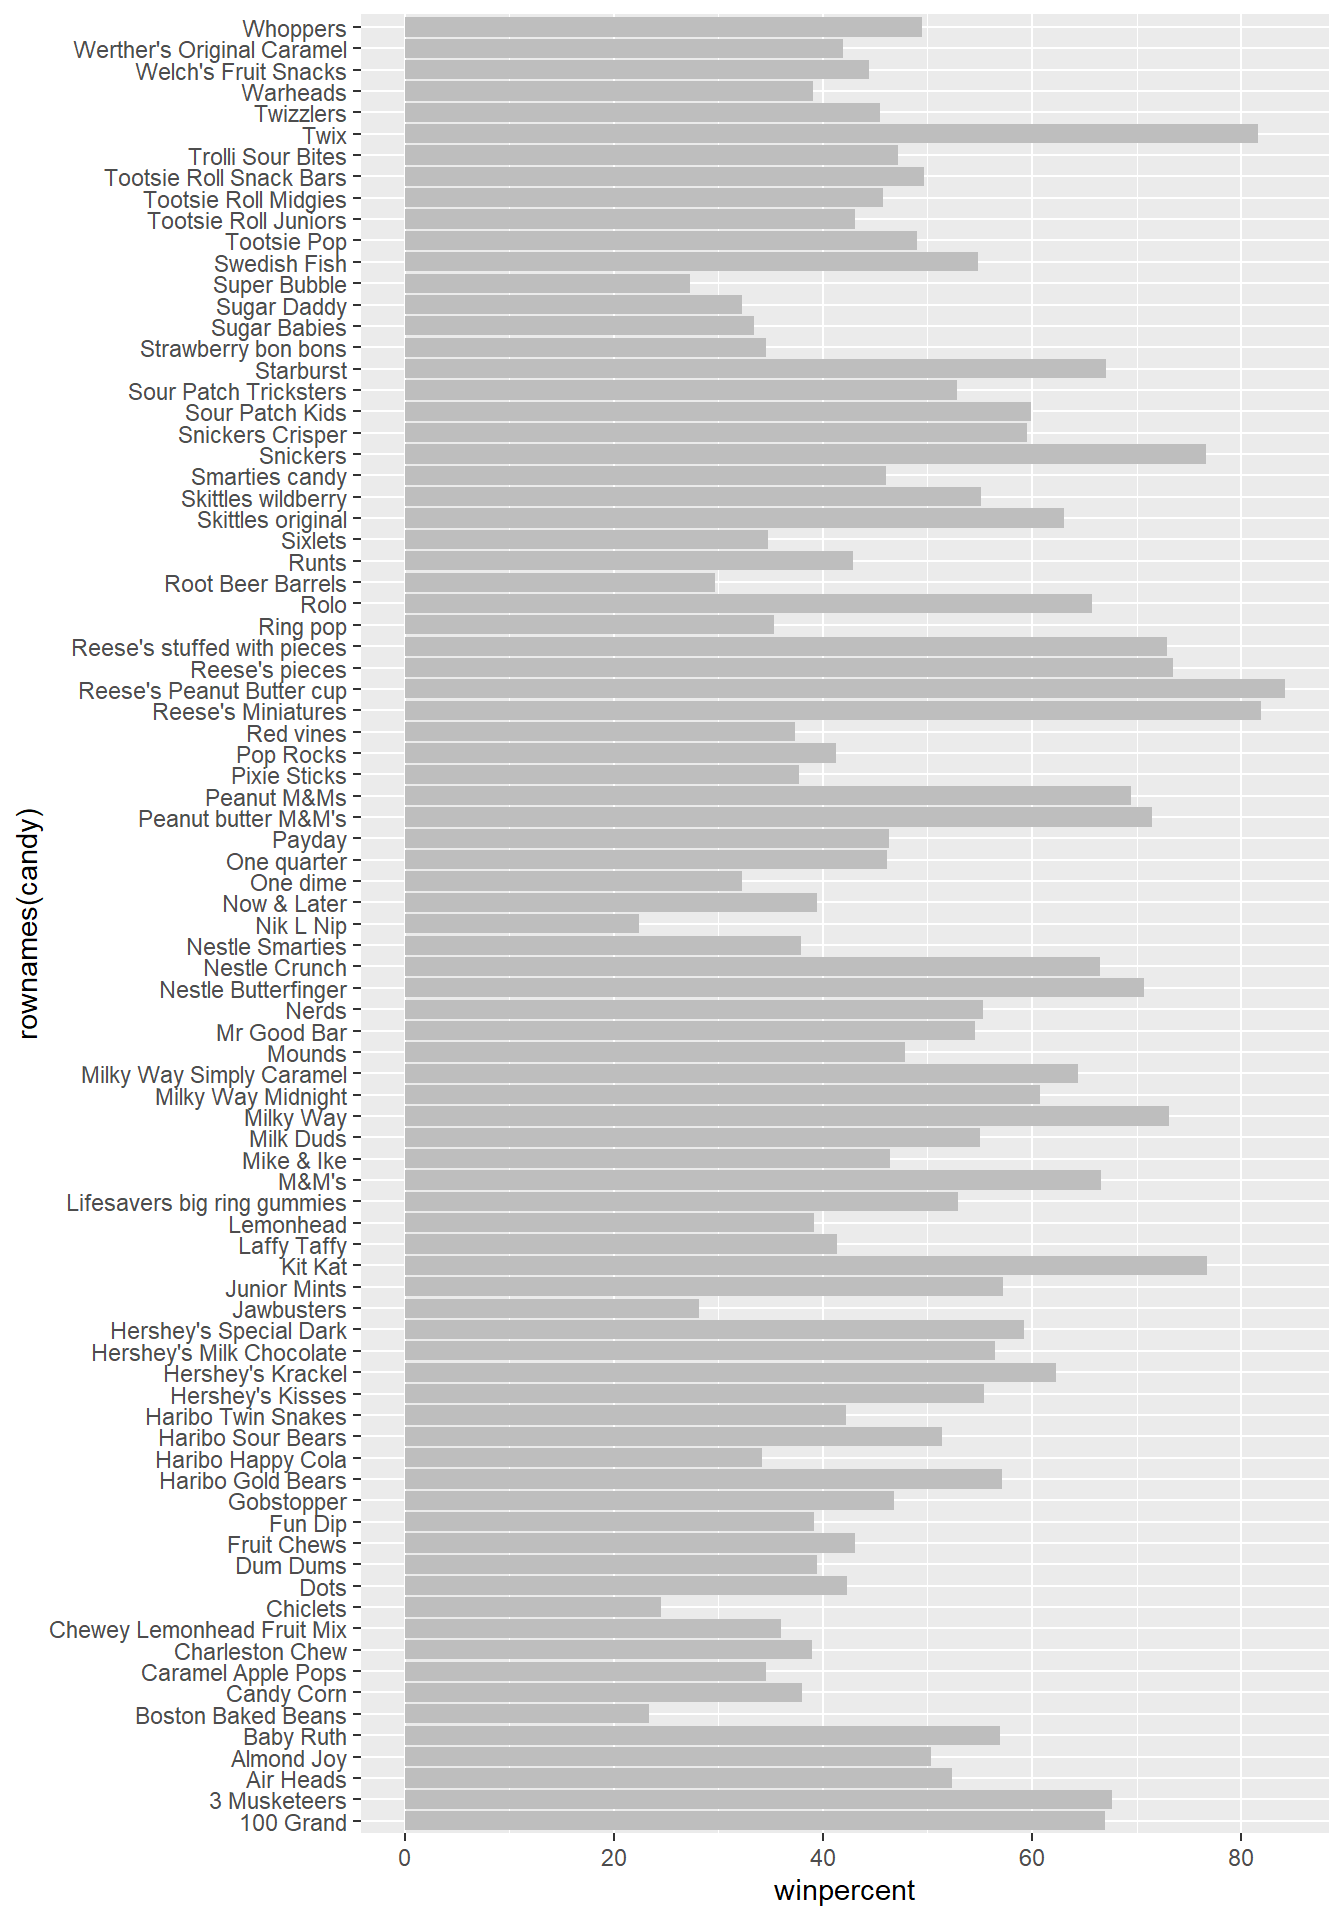 Whoppers
Werther's Original Caramel
Welch's Fruit Snacks
Warheads
Twizzlers
Twix
Trolli Sour Bites
Tootsie Roll Snack Bars
Tootsie Roll Midgies
Tootsie Roll Juniors
Tootsie Pop
Swedish Fish
Super Bubble
Sugar Daddy
Sugar Babies
Strawberry bon bons
Starburst
Sour Patch Tricksters
Sour Patch Kids
Snickers Crisper
Snickers
Smarties candy
Skittles wildberry
Skittles original
Sixlets
Runts
Root Beer Barrels
Rolo
Ring pop
Reese's stuffed with pieces
Reese's pieces
Reese's Peanut Butter cup
Reese's Miniatures
Red vines
Pop Rocks
Pixie Sticks
Peanut M&Ms
Peanut butter M&M's
Payday
One quarter
One dime
Now & Later
Nik L Nip
Nestle Smarties
Nestle Crunch
Nestle Butterfinger
Nerds
Mr Good Bar
Mounds
Milky Way Simply Caramel
Milky Way Midnight
Milky Way
Milk Duds
Mike & Ike
M&M's
Lifesavers big ring gummies
Lemonhead
Laffy Taffy
Kit Kat
Junior Mints
Jawbusters
Hershey's Special Dark
Hershey's Milk Chocolate
Hershey's Krackel
Hershey's Kisses
Haribo Twin Snakes
Haribo Sour Bears
Haribo Happy Cola
Haribo Gold Bears
Gobstopper
Fun Dip
Fruit Chews
Dum Dums
Dots
Chiclets
Chewey Lemonhead Fruit Mix
Charleston Chew
Caramel Apple Pops
Candy Corn
Boston Baked Beans
Baby Ruth
Almond Joy
Air Heads
3 Musketeers
100 Grand
rownames(candy)
0 20 40 60 80
winpercent